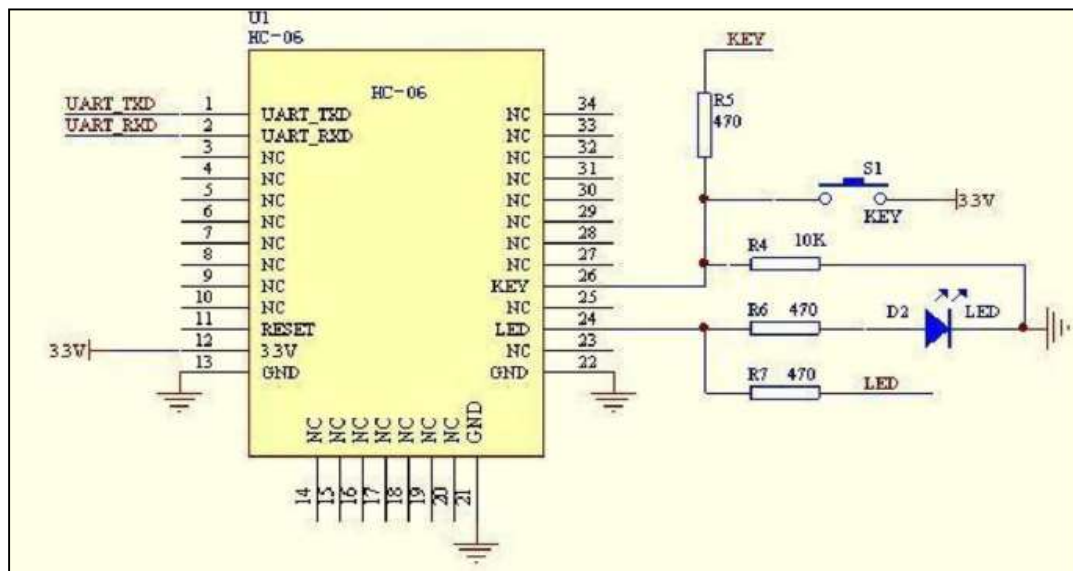 U1
HC-06
HC-06
UART_TXD 1 UART_TXD
UART_RXD 2 UART_RXD
3 NC
4 NC
5 NC
6 NC
7 NC
8 NC
9 NC
10 NC
11 RESET
33V 12 33V
13 GND
NC 34
NC 33
NC 32
NC 31
NC 30
NC 29
NC 28
NC 27
KEY 26
NC 25
LED 24
NC 23
GND 22
NC NC NC NC NC NC NC GND
14 15 16 17 18 19 20 21
KEY
R5
470
S1
KEY 33V
R4 10K
R6 470 D2 LED
R7 470 LED